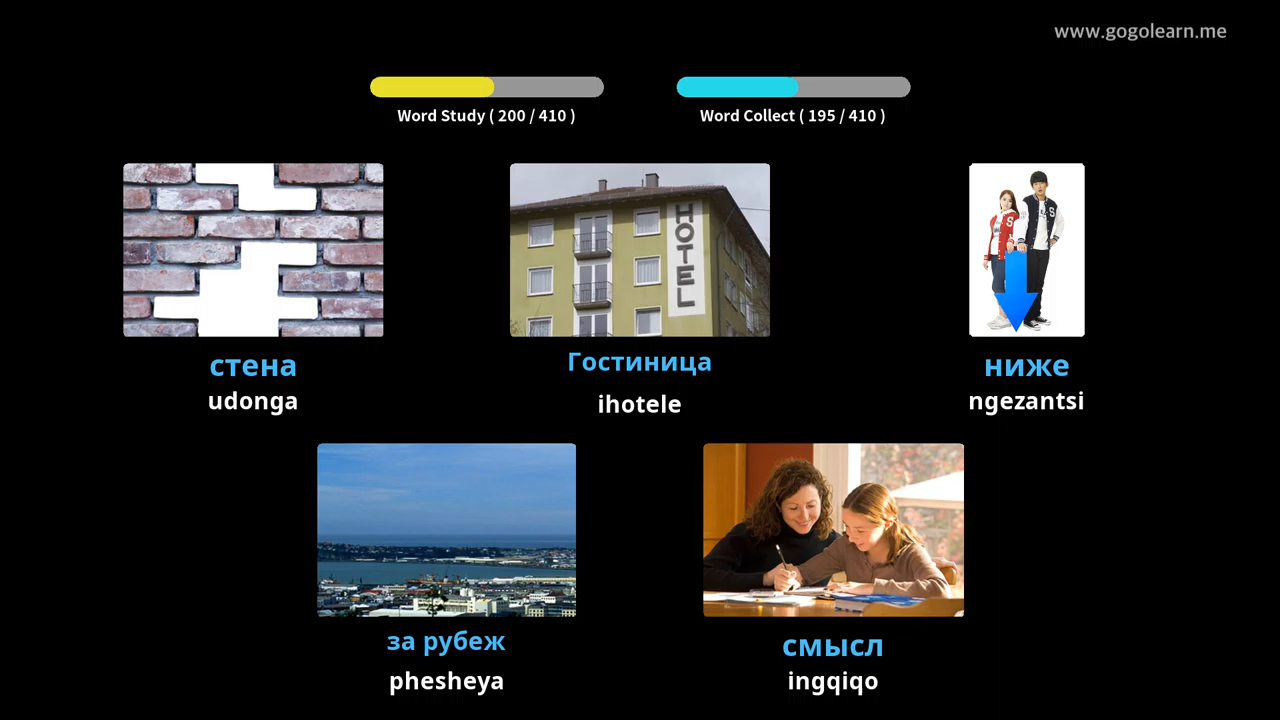 www.gogolearn.me
Word Study ( 200 / 410 )
Word Collect ( 195 / 410 )
HOTEL
S
S
стена
Гостиница
ниже
udonga
ihotele
ngezantsi
за рубеж
смысл
phesheya
ingqiqo